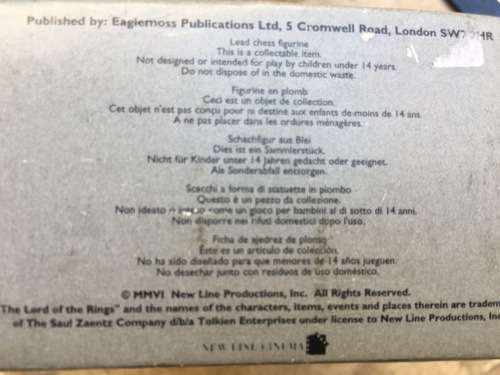 Published by: Eaglemoss Publications Ltd, 5 Cromwell Road, London
Lead chess figurine
This is a collectable item.
Not designed or intended for play by children under 14 years.
Do not dispose of in the domestic waste.
Figurine en plomb
Ceci est un objet de collection.
Cet objet n'est pas conçu pour ni destiné aux enfants de moins de 14 ans.
A ne pas placer dans les ordures ménagères.
Schachfigur aus Blei
Dies ist ein Sammlerstück.
Nicht für Kinder unter 14 Jahren gedacht oder geeignet.
Als Sonderabfall entsorgen.
Scacchi a forma di statuette in piombo
Questo è un pezzo da collezione.
Non ideato o inteso come un gioco per bambini al di sotto di 14 anni.
Non disporre nei rifiuti domestici dopo l'uso.
Ficha de ajedrez de plomo
Éste es un artículo de colección.
No ha sido diseñado para que menores de 14 años jueguen.
No desechar junto con residuos de uso doméstico.
© MMVI New Line Productions, Inc. All Rights Reserved.
The Lord of the Rings" and the names of the characters, items, events and places therein are tradem
of The Saul Zaentz Company d/b/a Tolkien Enterprises under license to New Line Productions, Inc
NEW LINE CINEMA